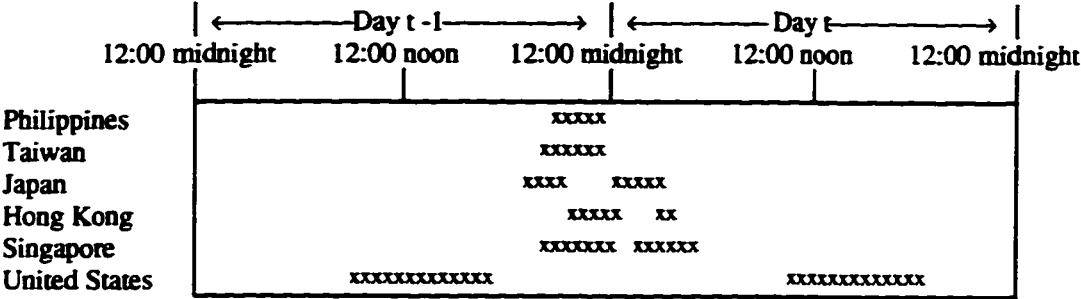 Day t -1 Day t
12:00 midnight 12:00 noon 12:00 midnight 12:00 noon 12:00 midnight
Philippines xxxxx
Taiwan xxxxxx
Japan xxxx xxxxx
Hong Kong xxxxx xx
Singapore xxxxxxx xxxxxx
United States xxxxxxxxxxxxx xxxxxxxxxxxxx